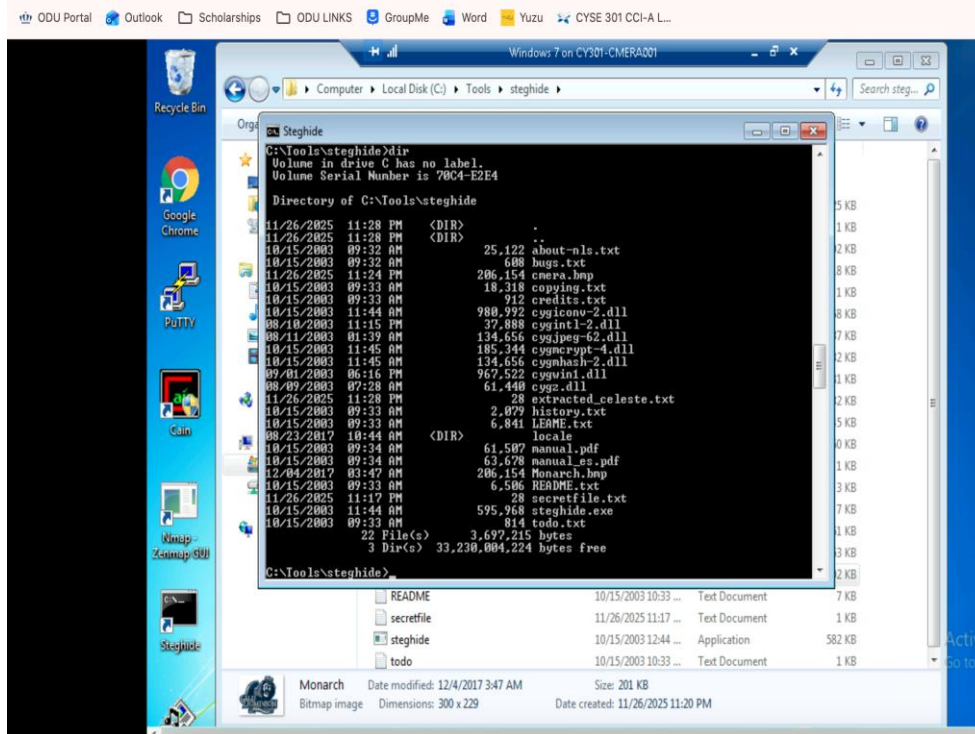 ODU Portal Outlook Scholarships ODU LINKS GroupMe Word Yuzu CYSE 301 CCI-A L...
Windows 7 on CY301-CMERA001
Computer Local Disk (C:) Tools steghide Search steg...
Recycle Bin
Orga
Steghide
C:\Tools\steghide>dir
Volume in drive C has no label.
Volume Serial Number is 70C4-E2E4
Directory of C:\Tools\steghide
11/26/2025 11:28 PM <DIR> .
11/26/2025 11:28 PM <DIR> ..
10/15/2003 09:32 AM 25,122 about-nls.txt
10/15/2003 09:32 AM 608 bugs.txt
11/26/2025 11:24 PM 206,154 cmera.bmp
10/15/2003 09:33 AM 18,318 copying.txt
10/15/2003 09:33 AM 912 credits.txt
10/15/2003 11:44 AM 980,992 cygiconv-2.dll
08/10/2003 11:15 PM 37,888 cygintl-2.dll
08/11/2003 01:39 AM 134,656 cygjpeg-62.dll
10/15/2003 11:45 AM 185,344 cygmcrypt-4.dll
10/15/2003 11:45 AM 134,656 cygmhash-2.dll
09/01/2003 06:16 PM 967,522 cygwin1.dll
08/09/2003 07:28 AM 61,440 cygz.dll
11/26/2025 11:28 PM 28 extracted_celeste.txt
10/15/2003 09:33 AM 2,079 history.txt
10/15/2003 09:33 AM 6,841 LEAME.txt
08/23/2017 10:44 AM <DIR> locale
10/15/2003 09:34 AM 61,507 manual.pdf
10/15/2003 09:34 AM 63,678 manual_es.pdf
12/04/2017 03:47 AM 206,154 Monarch.bmp
10/15/2003 09:33 AM 6,506 README.txt
11/26/2025 11:17 PM 28 secretfile.txt
10/15/2003 11:44 AM 595,968 steghide.exe
10/15/2003 09:33 AM 814 todo.txt
22 File(s) 3,697,215 bytes
3 Dir(s) 33,230,004,224 bytes free
C:\Tools\steghide>_
Google
Chrome
PuTTY
Cain
Nmap -
Zenmap GUI
Steghide
README 10/15/2003 10:33 ... Text Document 7 KB
secretfile 11/26/2025 11:17 ... Text Document 1 KB
steghide 10/15/2003 12:44 ... Application 582 KB
todo 10/15/2003 10:33 ... Text Document 1 KB
Monarch Date modified: 12/4/2017 3:47 AM Size: 201 KB
Bitmap image Dimensions: 300 x 229 Date created: 11/26/2025 11:20 PM
Acti
Go to